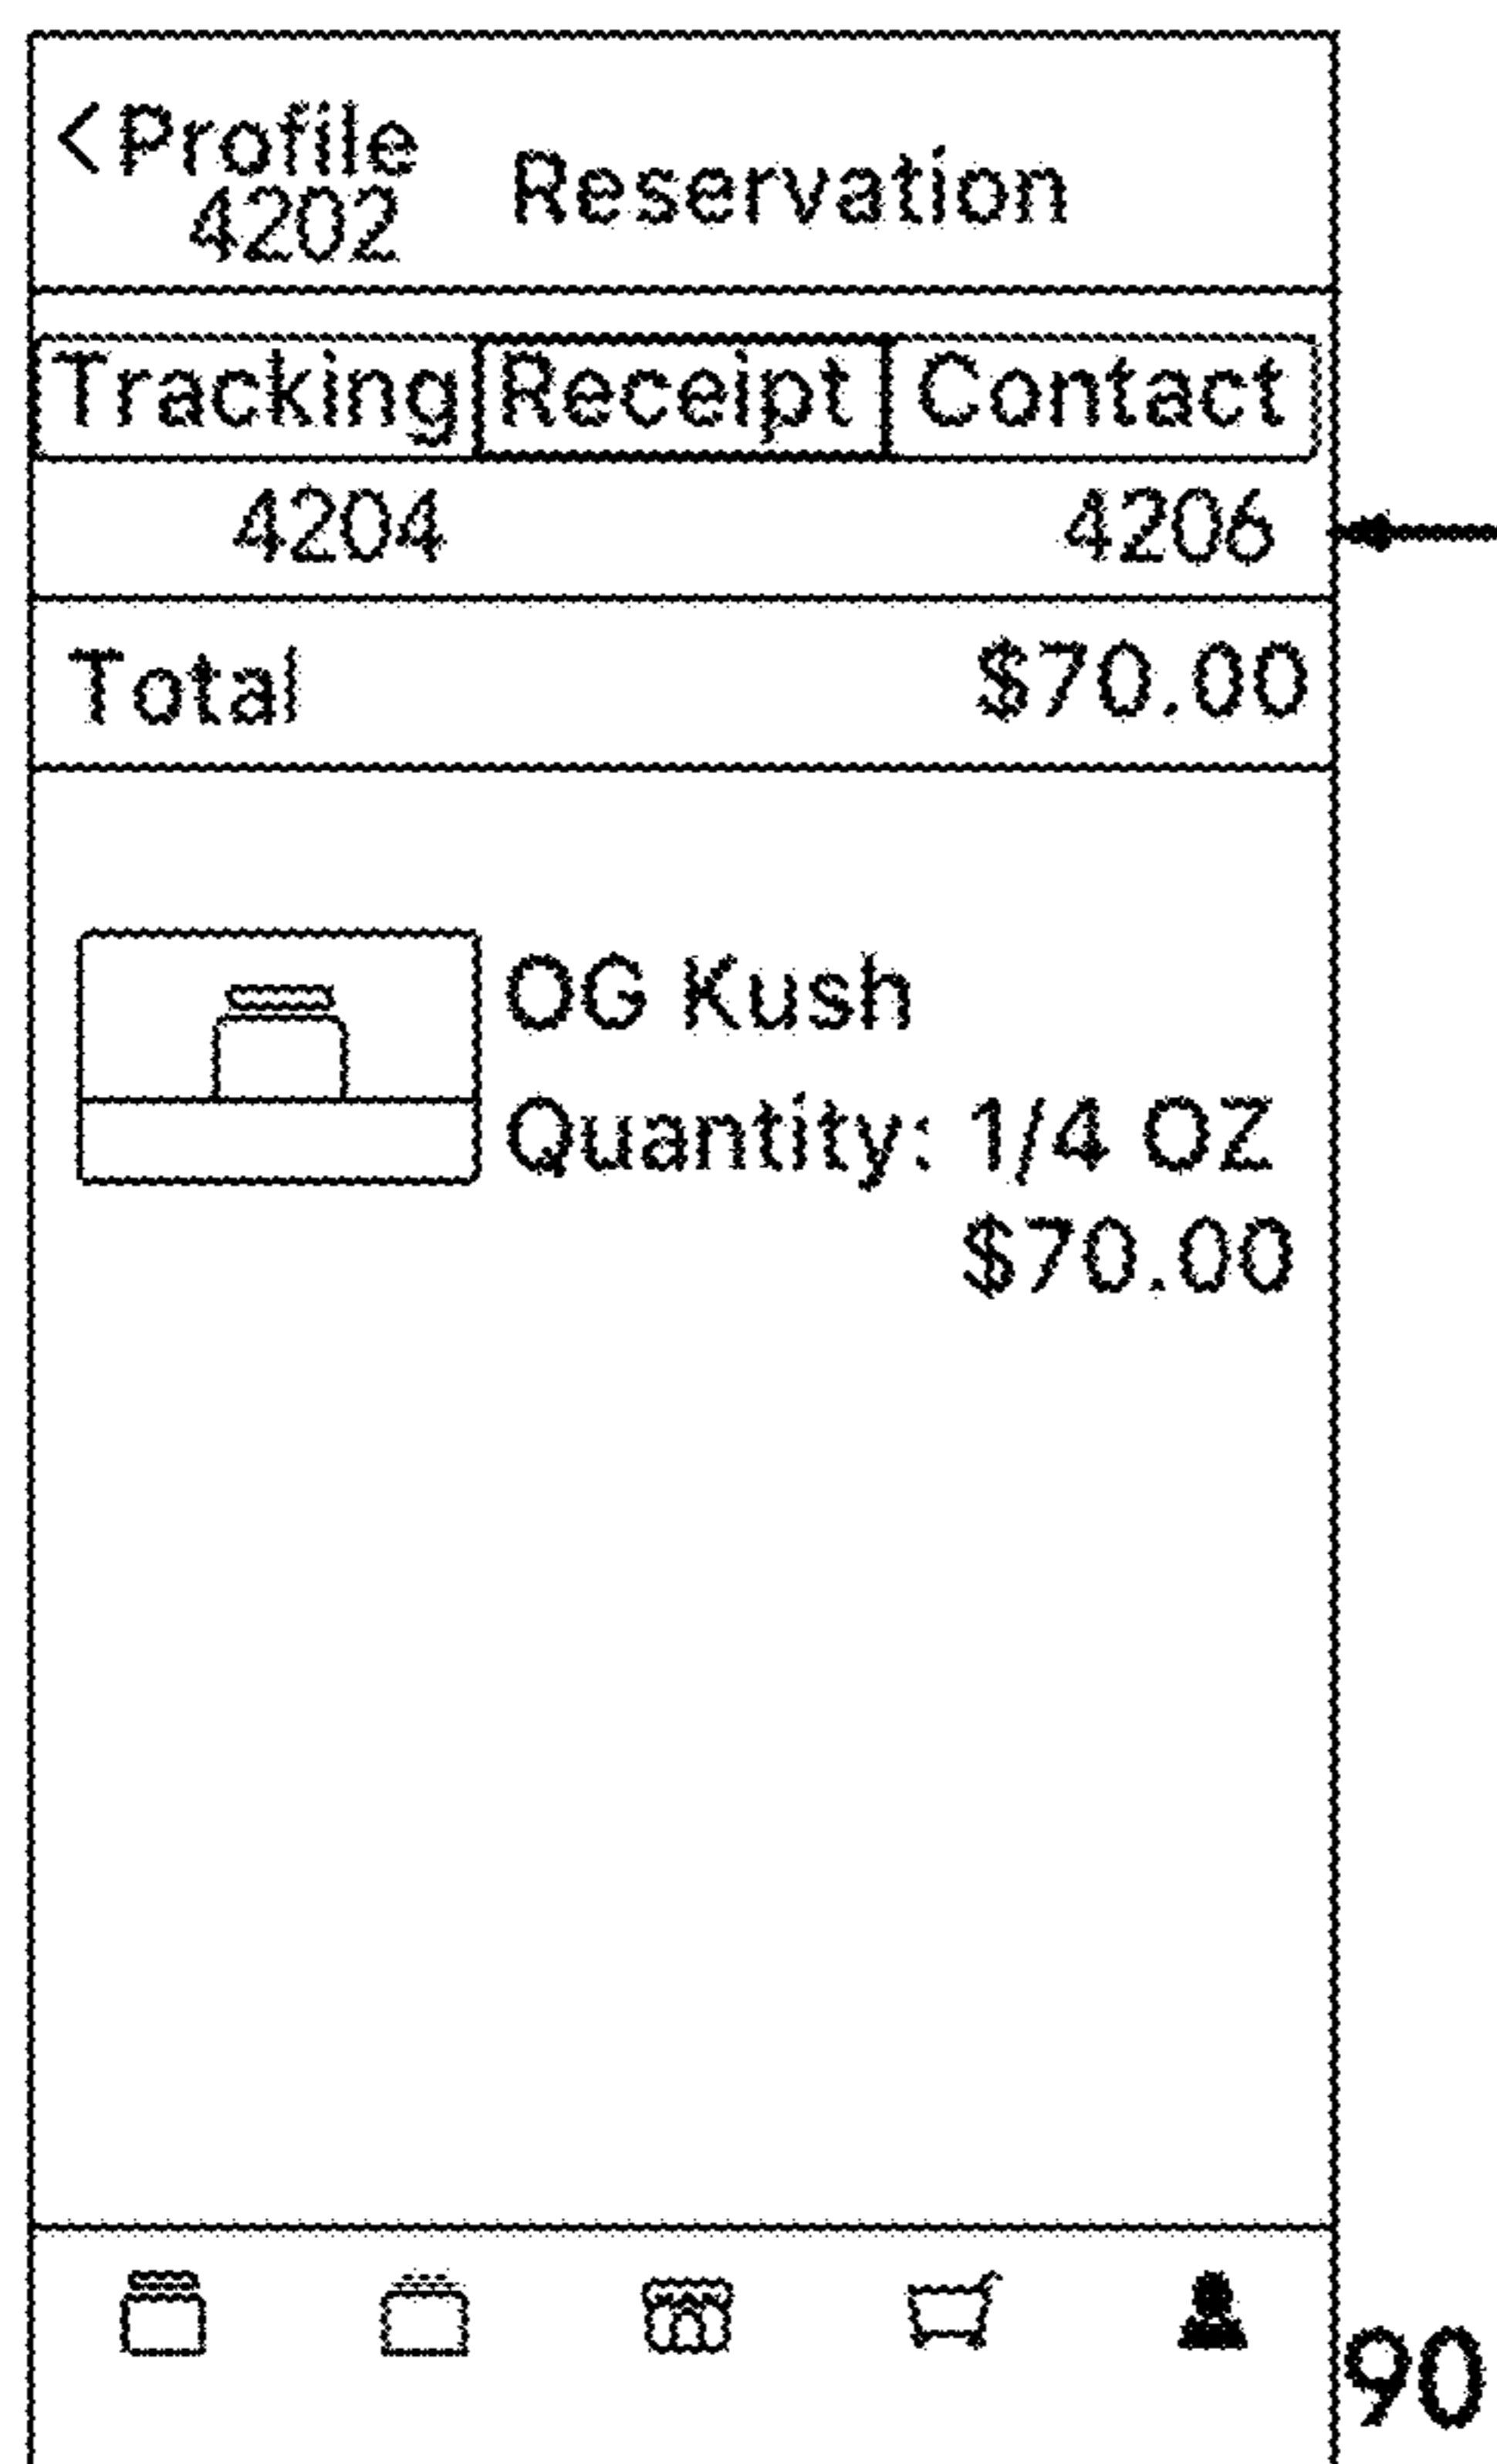 <Profile
4202
Reservation
Tracking Receipt Contact
4204 4206
Total $70.00
OG Kush
Quantity: 1/4 OZ
$70.00
90